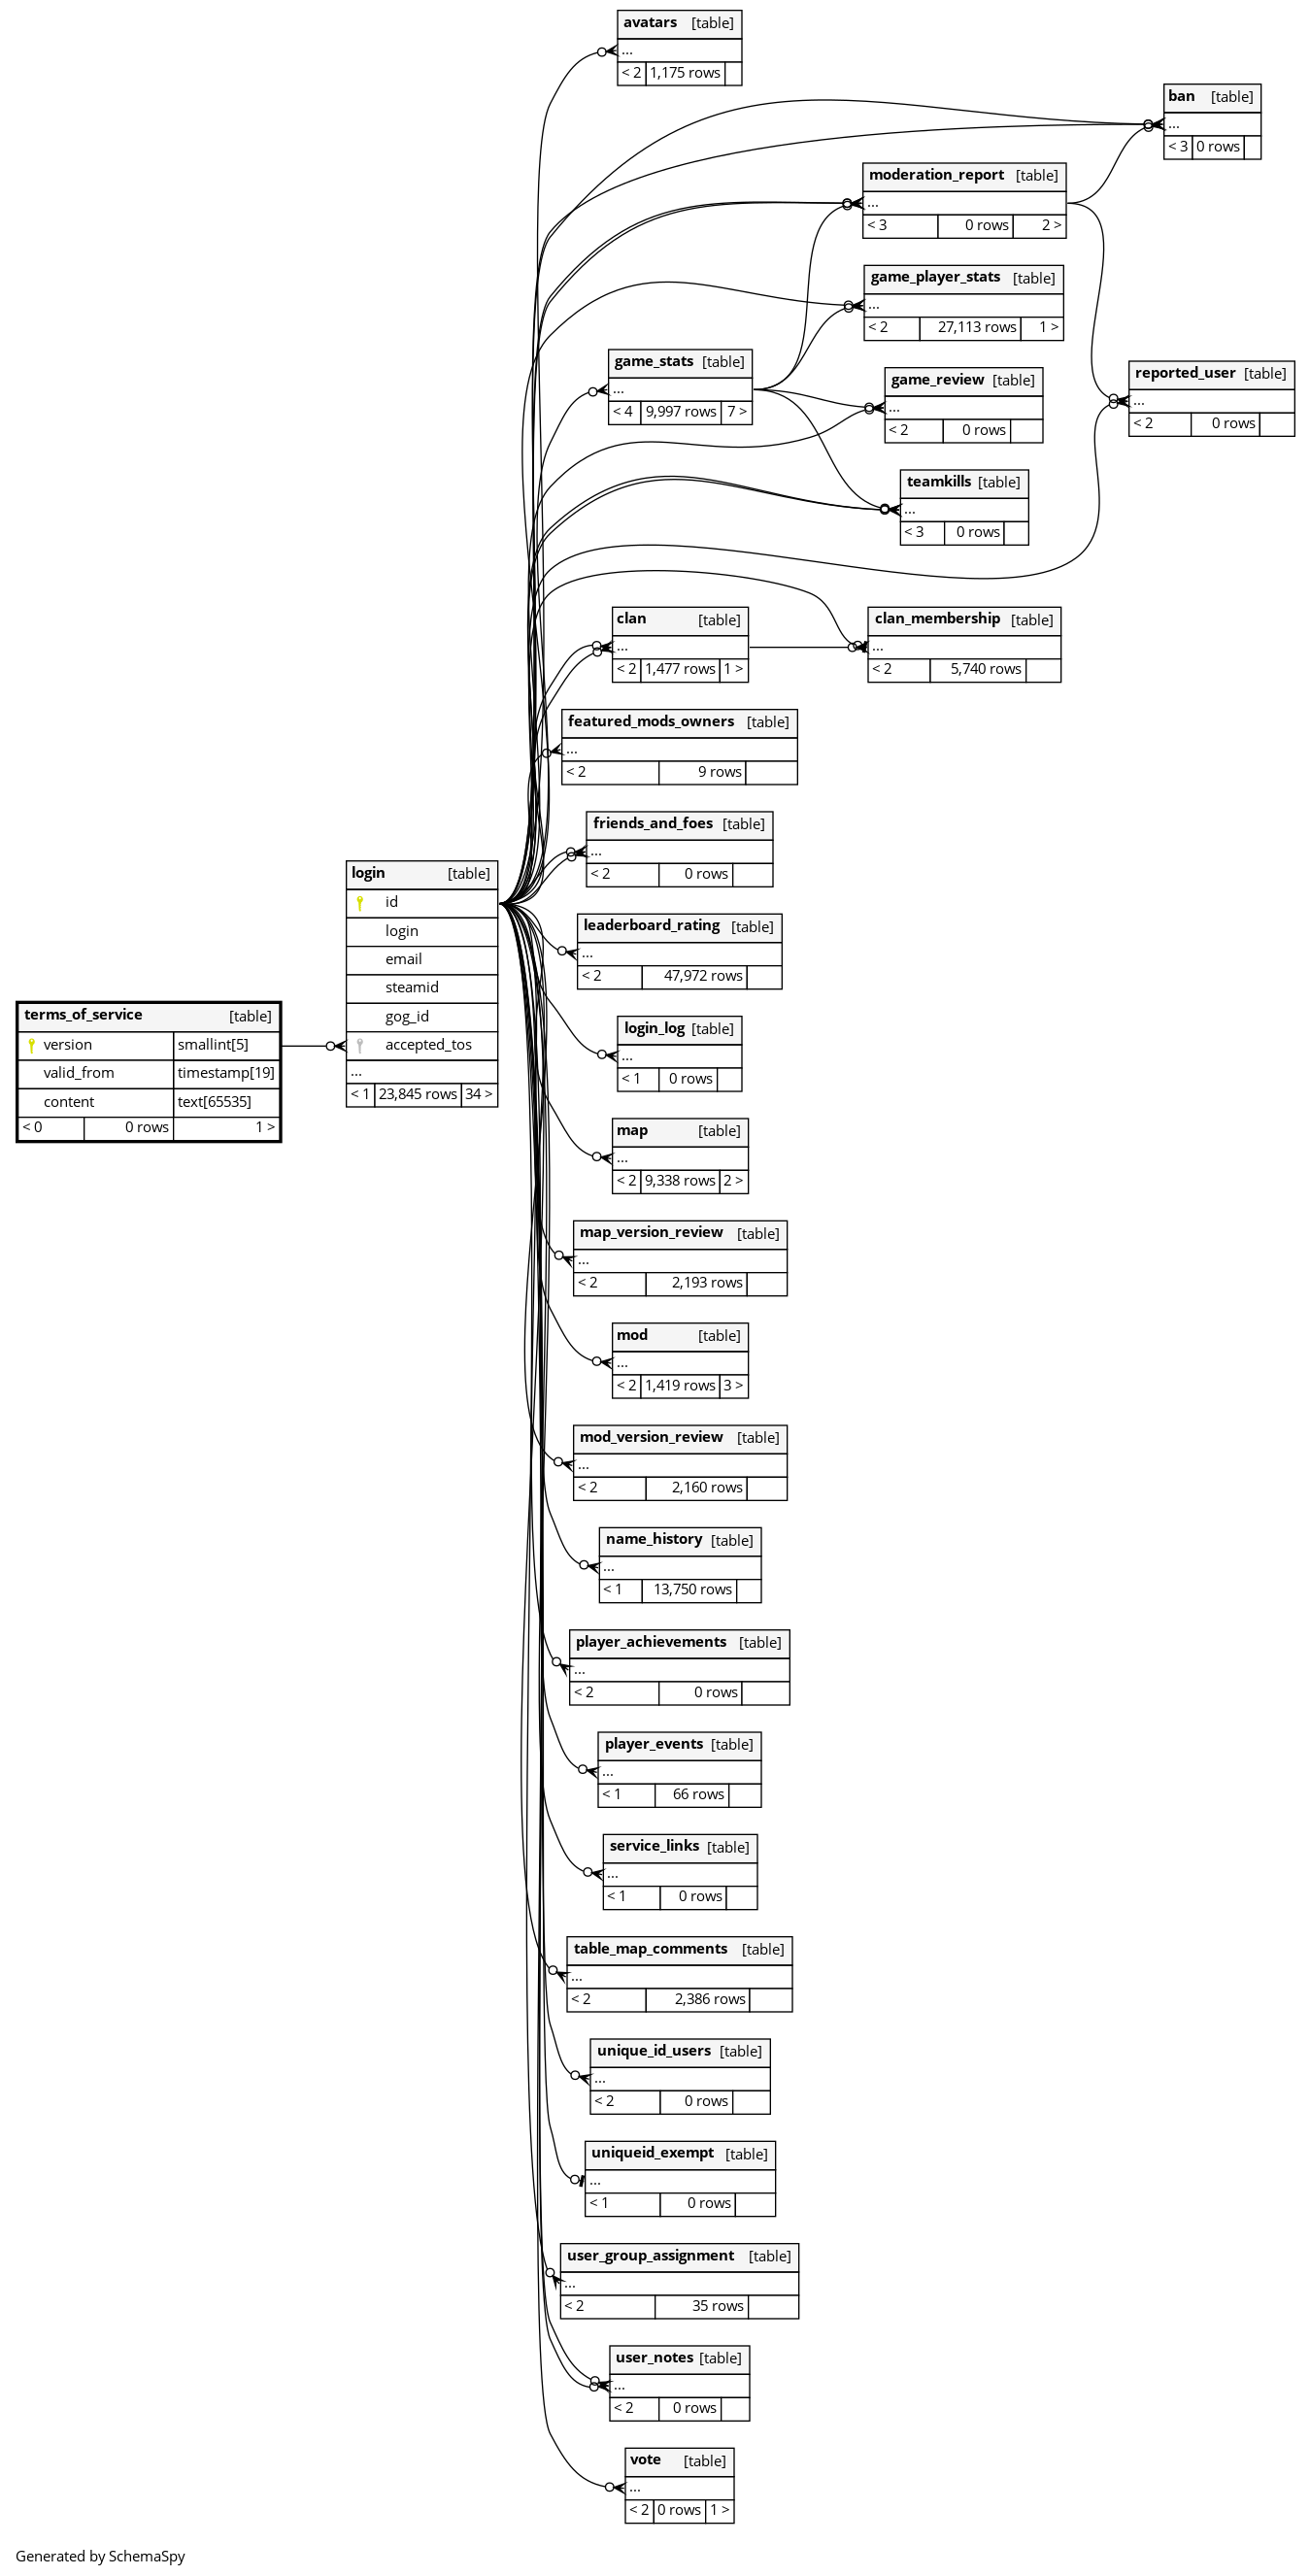 avatars [table]
...
< 2 1,175 rows
ban [table]
...
< 3 0 rows
moderation_report [table]
...
< 3 0 rows 2 >
game_player_stats [table]
...
< 2 27,113 rows 1 >
game_stats [table]
...
< 4 9,997 rows 7 >
game_review [table]
...
< 2 0 rows
reported_user [table]
...
< 2 0 rows
teamkills [table]
...
< 3 0 rows
clan [table]
...
< 2 1,477 rows 1 >
clan_membership [table]
...
< 2 5,740 rows
featured_mods_owners [table]
...
< 2 9 rows
friends_and_foes [table]
...
< 2 0 rows
login [table]
id
login
email
steamid
gog_id
accepted_tos
...
< 1 23,845 rows 34 >
leaderboard_rating [table]
...
< 2 47,972 rows
terms_of_service [table]
version smallint[5]
valid_from timestamp[19]
content text[65535]
< 0 0 rows 1 >
login_log [table]
...
< 1 0 rows
map [table]
...
< 2 9,338 rows 2 >
map_version_review [table]
...
< 2 2,193 rows
mod [table]
...
< 2 1,419 rows 3 >
mod_version_review [table]
...
< 2 2,160 rows
name_history [table]
...
< 1 13,750 rows
player_achievements [table]
...
< 2 0 rows
player_events [table]
...
< 1 66 rows
service_links [table]
...
< 1 0 rows
table_map_comments [table]
...
< 2 2,386 rows
unique_id_users [table]
...
< 2 0 rows
uniqueid_exempt [table]
...
< 1 0 rows
user_group_assignment [table]
...
< 2 35 rows
user_notes [table]
...
< 2 0 rows
vote [table]
...
< 2 0 rows 1 >
Generated by SchemaSpy